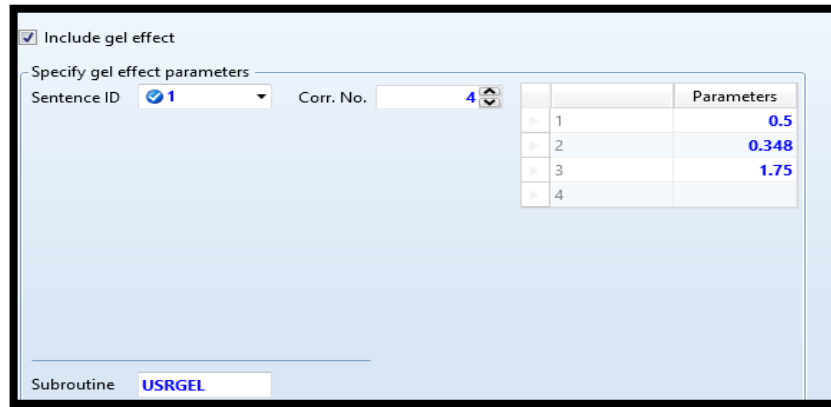 Include gel effect
Specify gel effect parameters
Sentence ID 1 Corr. No. 4
Parameters
1 0.5
2 0.348
3 1.75
4
Subroutine USRGEL